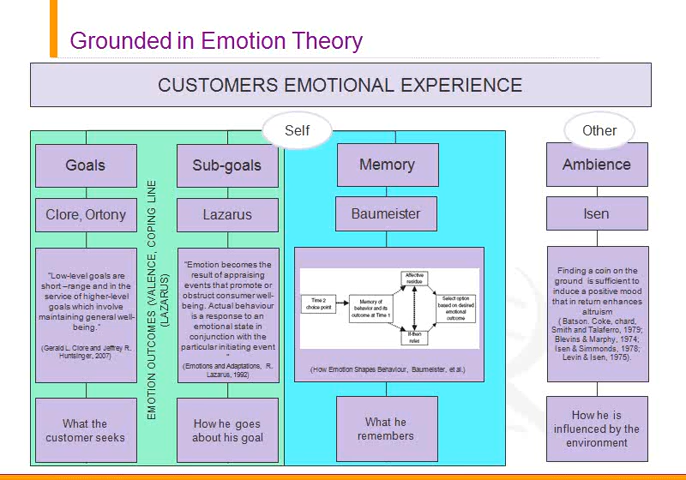 Grounded in Emotion Theory
CUSTOMERS EMOTIONAL EXPERIENCE
Self
Other
Goals
Sub-goals
Memory
Ambience
Clore, Ortony
Lazarus
Baumeister
Isen
EMOTION OUTCOMES (VALENCE, COPING LINE
(LAZARUS)
"Low-level goals are
short –range and in the
service of higher-level
goals which involve
maintaining general well-
being."
(Gerald L. Clore and Jeffrey R.
Huntsinger, 2007)
"Emotion becomes the
result of appraising
events that promote or
obstruct consumer well-
being. Actual behaviour
is a response to an
emotional state in
conjunction with the
particular initiating event
"
(Emotions and Adaptations, R.
Lazarus, 1992)
Time 2
choice point
Memory of
behavior and its
outcome at Time 1
Affective
residue
If-then
rules
Select option
based on desired
emotional
outcome
(How Emotion Shapes Behaviour, Baumeister, et al.)
Finding a coin on the
ground is sufficient to
induce a positive mood
that in return enhances
altruism
( Batson. Coke, chard,
Smith and Talaferro, 1979;
Blevins & Marphy, 1974;
Isen & Simmonds, 1978;
Levin & Isen, 1975).
What the
customer seeks
How he goes
about his goal
What he
remembers
How he is
influenced by the
environment